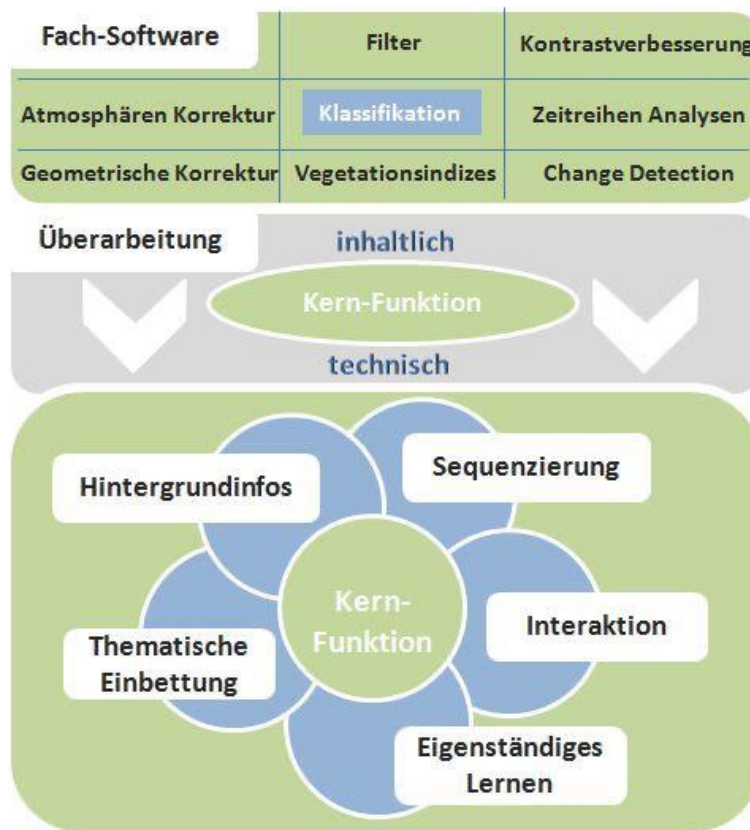 Fach-Software
Filter
Kontrastverbesserung
Atmosphären Korrektur
Klassifikation
Zeitreihen Analysen
Geometrische Korrektur
Vegetationsindizes
Change Detection
Überarbeitung
inhaltlich
Kern-Funktion
technisch
Hintergrundinfos
Sequenzierung
Kern-
Funktion
Interaktion
Thematische
Einbettung
Eigenständiges
Lernen